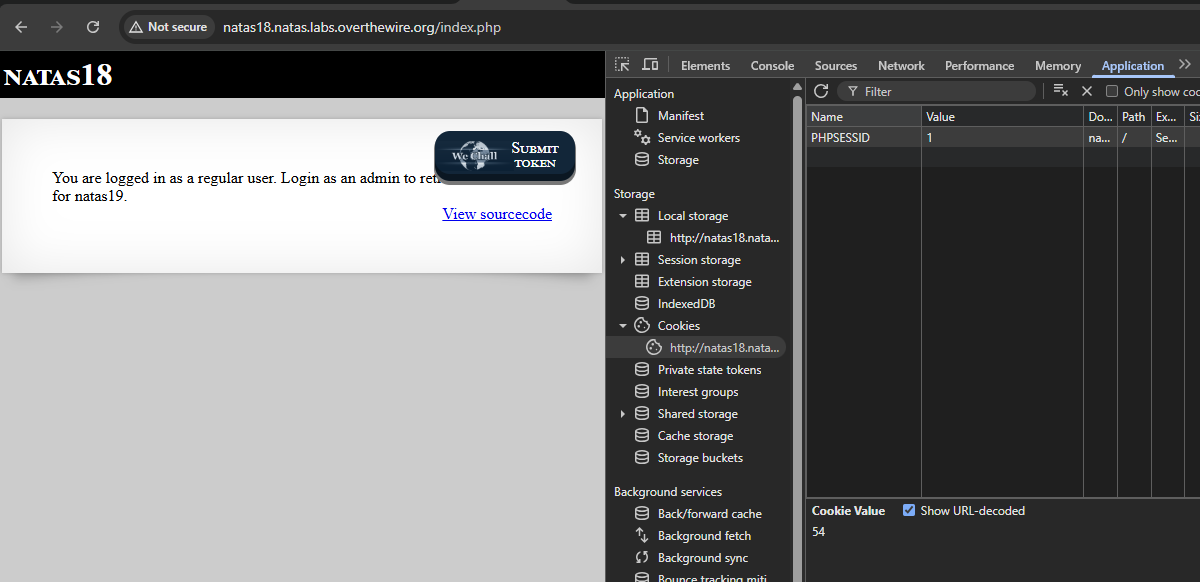 Not secure natas18.natas.labs.overthewire.org/index.php
NATAS18
SUBMIT
TOKEN
We Chall
You are logged in as a regular user. Login as an admin to
for natas19.
View sourcecode
Elements Console Sources Network Performance Memory Application
Application
Manifest
Service workers
Storage
Storage
Local storage
http://natas18.nata...
Session storage
Extension storage
IndexedDB
Cookies
http://natas18.nata...
Private state tokens
Interest groups
Shared storage
Cache storage
Storage buckets
Background services
Back/forward cache
Background fetch
Background sync
Bounce tracking miti
Filter Only show coo
Name Value Do... Path Ex... Si
PHPSESSID 1 na... / Se...
Cookie Value Show URL-decoded
54